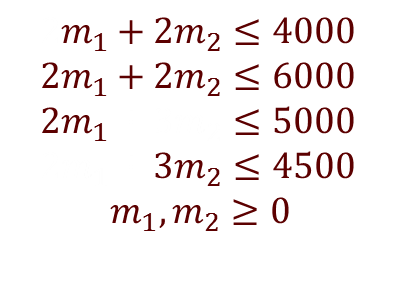 m₁ + 2m₂ ≤ 4000
2m₁ + 2m₂ ≤ 6000
2m₁ ≤ 5000
3m₂ ≤ 4500
m₁, m₂ ≥ 0